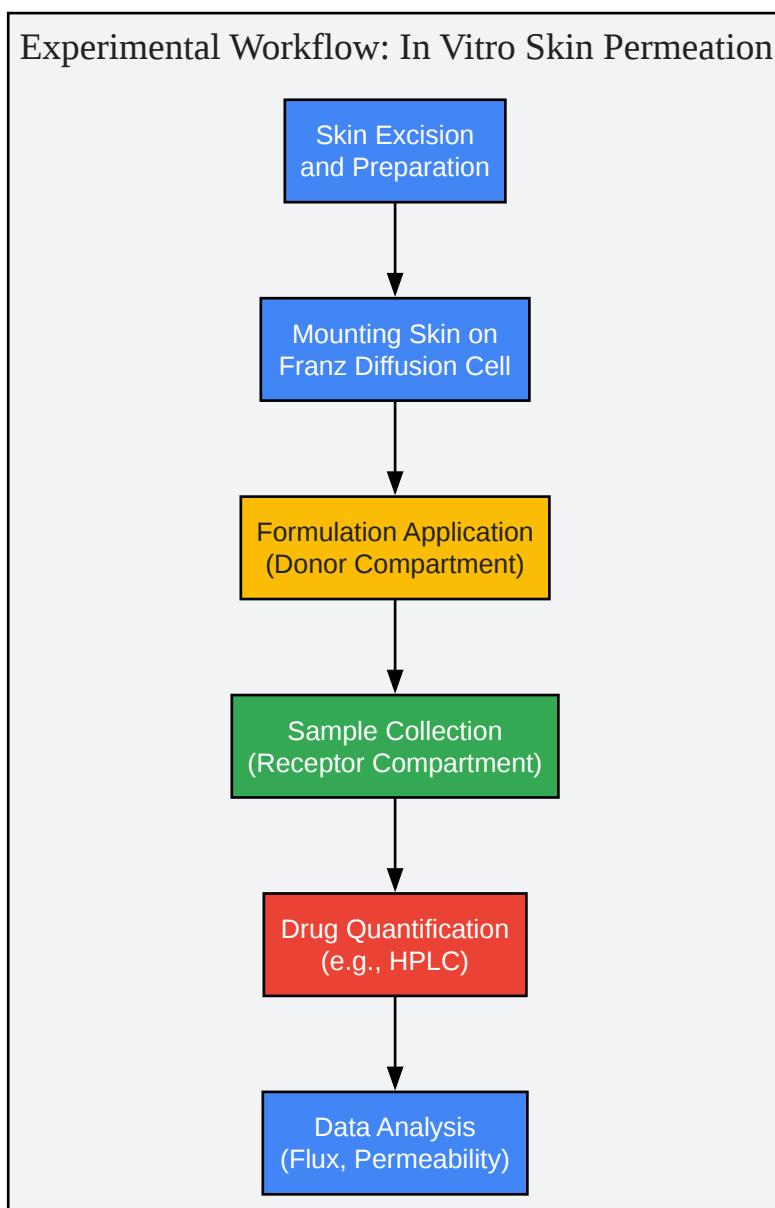 Experimental Workflow: In Vitro Skin Permeation
Skin Excision
and Preparation
Mounting Skin on
Franz Diffusion Cell
Formulation Application
(Donor Compartment)
Sample Collection
(Receptor Compartment)
Drug Quantification
(e.g., HPLC)
Data Analysis
(Flux, Permeability)